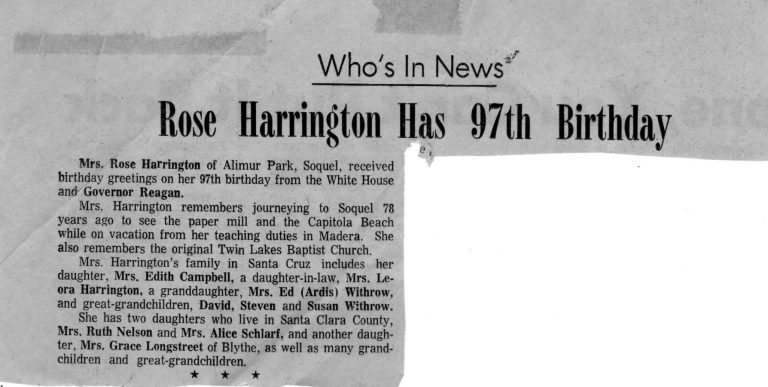 Who's In News
Rose Harrington Has 97th Birthday
Mrs. Rose Harrington of Alimur Park, Soquel, received
birthday greetings on her 97th birthday from the White House
and Governor Reagan.
Mrs. Harrington remembers journeying to Soquel 78
years ago to see the paper mill and the Capitola Beach
while on vacation from her teaching duties in Madera. She
also remembers the original Twin Lakes Baptist Church.
Mrs. Harrington's family in Santa Cruz includes her
daughter, Mrs. Edith Campbell, a daughter-in-law, Mrs. Le-
ora Harrington, a granddaughter, Mrs. Ed (Ardis) Withrow,
and great-grandchildren, David, Steven and Susan Withrow.
She has two daughters who live in Santa Clara County,
Mrs. Ruth Nelson and Mrs. Alice Schlarf, and another daugh-
ter, Mrs. Grace Longstreet of Blythe, as well as many grand-
children and great-grandchildren.
★ ★ ★